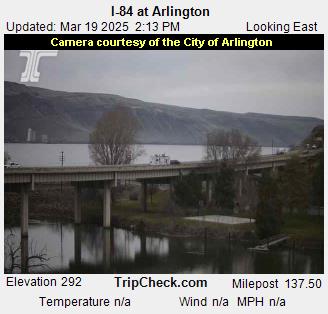 I-84 at Arlington
Updated: Mar 19 2025 2:13 PM Looking East
Camera courtesy of the City of Arlington
Elevation 292 TripCheck.com Milepost 137.50
Temperature n/a Wind n/a MPH n/a